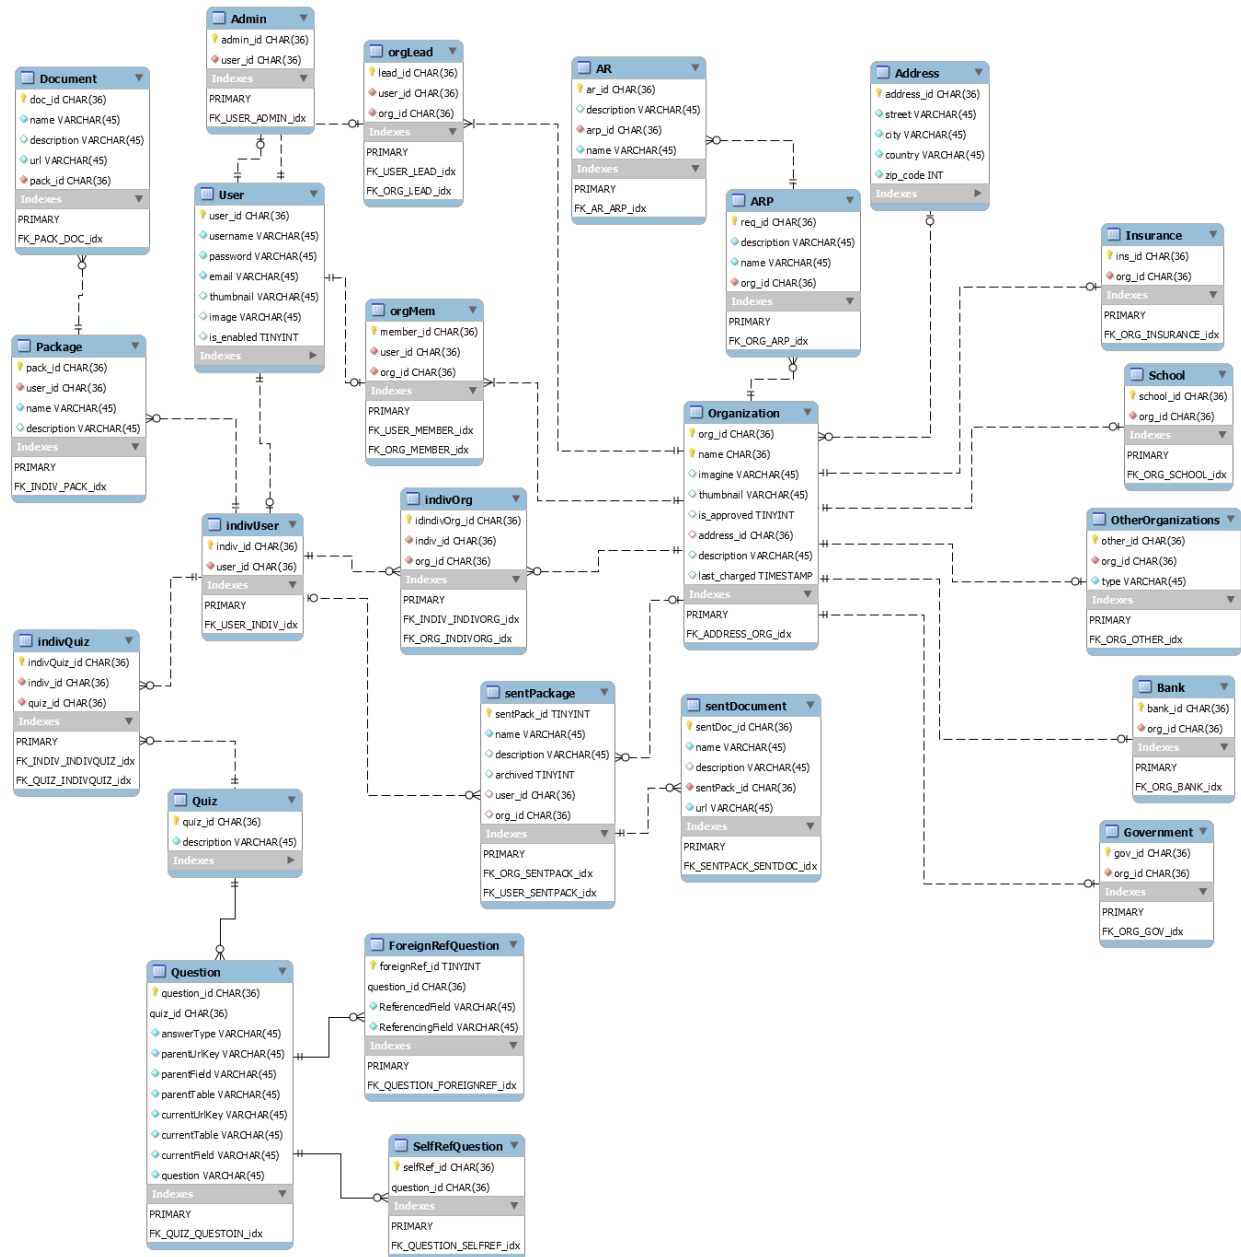 Admin
admin_id CHAR(36)
user_id CHAR(36)
Indexes
PRIMARY
FK_USER_ADMIN_idx
orgLead
lead_id CHAR(36)
user_id CHAR(36)
org_id CHAR(36)
Indexes
PRIMARY
FK_USER_LEAD_idx
FK_ORG_LEAD_idx
AR
ar_id CHAR(36)
description VARCHAR(45)
arp_id CHAR(36)
name VARCHAR(45)
Indexes
PRIMARY
FK_AR_ARP_idx
Address
address_id CHAR(36)
street VARCHAR(45)
city VARCHAR(45)
country VARCHAR(45)
zip_code INT
Indexes
Document
doc_id CHAR(36)
name VARCHAR(45)
description VARCHAR(45)
url VARCHAR(45)
pack_id CHAR(36)
Indexes
PRIMARY
FK_PACK_DOC_idx
User
user_id CHAR(36)
username VARCHAR(45)
password VARCHAR(45)
email VARCHAR(45)
thumbnail VARCHAR(45)
image VARCHAR(45)
is_enabled TINYINT
Indexes
ARP
req_id CHAR(36)
description VARCHAR(45)
name VARCHAR(45)
org_id CHAR(36)
Indexes
PRIMARY
FK_ORG_ARP_idx
Insurance
ins_id CHAR(36)
org_id CHAR(36)
Indexes
PRIMARY
FK_ORG_INSURANCE_idx
orgMem
member_id CHAR(36)
user_id CHAR(36)
org_id CHAR(36)
Indexes
PRIMARY
FK_USER_MEMBER_idx
FK_ORG_MEMBER_idx
Package
pack_id CHAR(36)
user_id CHAR(36)
name VARCHAR(45)
description VARCHAR(45)
Indexes
PRIMARY
FK_INDIV_PACK_idx
School
school_id CHAR(36)
org_id CHAR(36)
Indexes
PRIMARY
FK_ORG_SCHOOL_idx
Organization
org_id CHAR(36)
name CHAR(36)
imagine VARCHAR(45)
thumbnail VARCHAR(45)
is_approved TINYINT
address_id CHAR(36)
description VARCHAR(45)
last_charged TIMESTAMP
Indexes
PRIMARY
FK_ADDRESS_ORG_idx
indivOrg
idindivOrg_id CHAR(36)
indiv_id CHAR(36)
org_id CHAR(36)
Indexes
PRIMARY
FK_INDIV_INDIVORG_idx
FK_ORG_INDIVORG_idx
indivUser
indiv_id CHAR(36)
user_id CHAR(36)
Indexes
PRIMARY
FK_USER_INDIV_idx
OtherOrganizations
other_id CHAR(36)
org_id CHAR(36)
type VARCHAR(45)
Indexes
PRIMARY
FK_ORG_OTHER_idx
indivQuiz
indivQuiz_id CHAR(36)
indiv_id CHAR(36)
quiz_id CHAR(36)
Indexes
PRIMARY
FK_INDIV_INDIVQUIZ_idx
FK_QUIZ_INDIVQUIZ_idx
sentPackage
sentPack_id TINYINT
name VARCHAR(45)
description VARCHAR(45)
archived TINYINT
user_id CHAR(36)
org_id CHAR(36)
Indexes
PRIMARY
FK_ORG_SENTPACK_idx
FK_USER_SENTPACK_idx
sentDocument
sentDoc_id CHAR(36)
name VARCHAR(45)
description VARCHAR(45)
sentPack_id CHAR(36)
url VARCHAR(45)
Indexes
PRIMARY
FK_SENTPACK_SENTDOC_idx
Bank
bank_id CHAR(36)
org_id CHAR(36)
Indexes
PRIMARY
FK_ORG_BANK_idx
Quiz
quiz_id CHAR(36)
description VARCHAR(45)
Indexes
Government
gov_id CHAR(36)
org_id CHAR(36)
Indexes
PRIMARY
FK_ORG_GOV_idx
Question
question_id CHAR(36)
quiz_id CHAR(36)
answerType VARCHAR(45)
parentUrlKey VARCHAR(45)
parentField VARCHAR(45)
parentTable VARCHAR(45)
currentUrlKey VARCHAR(45)
currentTable VARCHAR(45)
currentField VARCHAR(45)
question VARCHAR(45)
Indexes
PRIMARY
FK_QUIZ_QUESTOIN_idx
ForeignRefQuestion
foreignRef_id TINYINT
question_id CHAR(36)
ReferencedField VARCHAR(45)
ReferencingField VARCHAR(45)
Indexes
PRIMARY
FK_QUESTION_FOREIGNREF_idx
SelfRefQuestion
selfRef_id CHAR(36)
question_id CHAR(36)
Indexes
PRIMARY
FK_QUESTION_SELFREF_idx